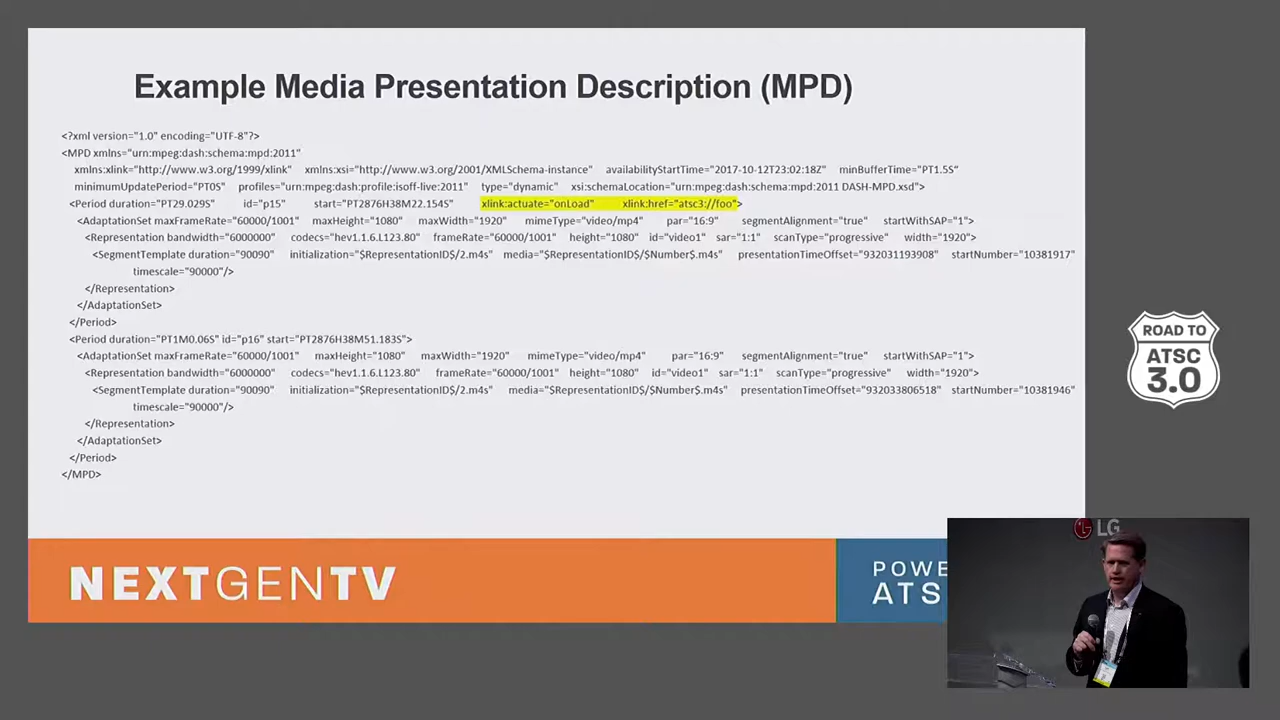 Example Media Presentation Description (MPD)
<?xml version="1.0" encoding="UTF-8"?>
<MPD xmlns="urn:mpeg:dash:schema:mpd:2011"
xmlns:xlink="http://www.w3.org/1999/xlink" xmlns:xsi="http://www.w3.org/2001/XMLSchema-instance" availabilityStartTime="2017-10-12T23:02:18Z" minBufferTime="PT1.5S"
minimumUpdatePeriod="PT0S" profiles="urn:mpeg:dash:profile:isoff-live:2011" type="dynamic" xsi:schemaLocation="urn:mpeg:dash:schema:mpd:2011 DASH-MPD.xsd">
<Period duration="PT29.029S" id="p15" start="PT2876H38M22.154S" xlink:actuate="onLoad" xlink:href="atsc3://foo">
<AdaptationSet maxFrameRate="60000/1001" maxHeight="1080" maxWidth="1920" mimeType="video/mp4" par="16:9" segmentAlignment="true" startWithSAP="1">
<Representation bandwidth="6000000" codecs="hev1.1.6.L123.80" frameRate="60000/1001" height="1080" id="video1" sar="1:1" scanType="progressive" width="1920">
<SegmentTemplate duration="90090" initialization="$RepresentationID$/2.m4s" media="$RepresentationID$/$Number$.m4s" presentationTimeOffset="932031193908" startNumber="10381917"
timescale="90000"/>
</Representation>
</AdaptationSet>
</Period>
<Period duration="PT1M0.06S" id="p16" start="PT2876H38M51.183S">
<AdaptationSet maxFrameRate="60000/1001" maxHeight="1080" maxWidth="1920" mimeType="video/mp4" par="16:9" segmentAlignment="true" startWithSAP="1">
<Representation bandwidth="6000000" codecs="hev1.1.6.L123.80" frameRate="60000/1001" height="1080" id="video1" sar="1:1" scanType="progressive" width="1920">
<SegmentTemplate duration="90090" initialization="$RepresentationID$/2.m4s" media="$RepresentationID$/$Number$.m4s" presentationTimeOffset="932033806518" startNumber="10381946"
timescale="90000"/>
</Representation>
</AdaptationSet>
</Period>
</MPD>
ROAD TO
ATSC
3.0
LG
NEXTGENTV
POWE
ATS